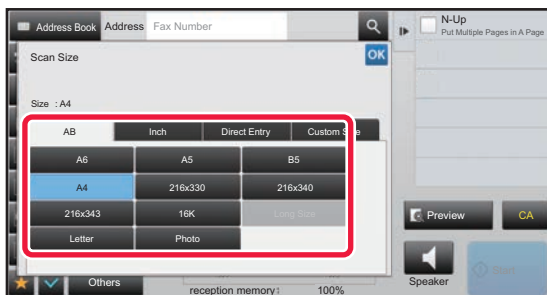 Address Book Address Fax Number
N-Up
Put Multiple Pages in A Page
Scan Size
OK
Size : A4
AB Inch Direct Entry Custom
A6 A5 B5
A4 216x330 216x340
216x343 16K Long Size
Letter Photo
Preview CA
Others
reception memory: 100%
Speaker
Start